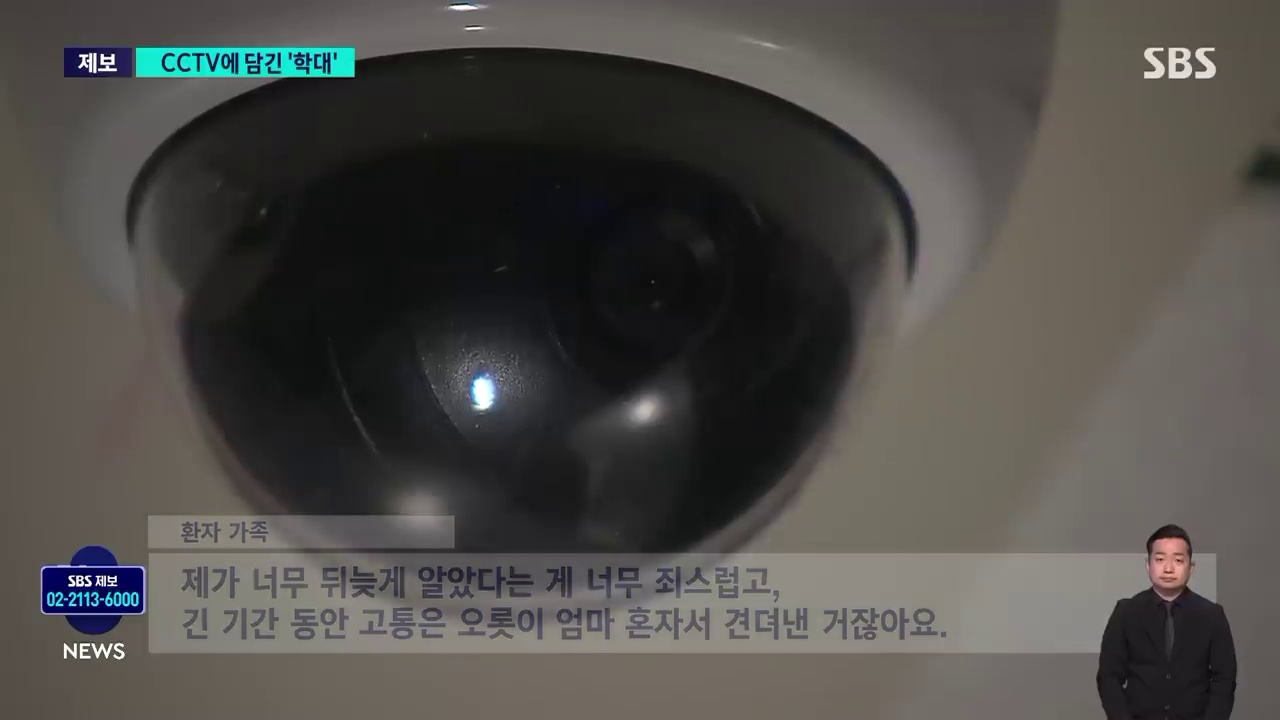 제보 CCTV에 담긴 '학대'
SBS
환자 가족
제가 너무 뒤늦게 알았다는 게 너무 죄스럽고,
긴 기간 동안 고통은 오롯이 엄마 혼자서 견뎌낸 거잖아요.
SBS 제보
02-2113-6000
NEWS